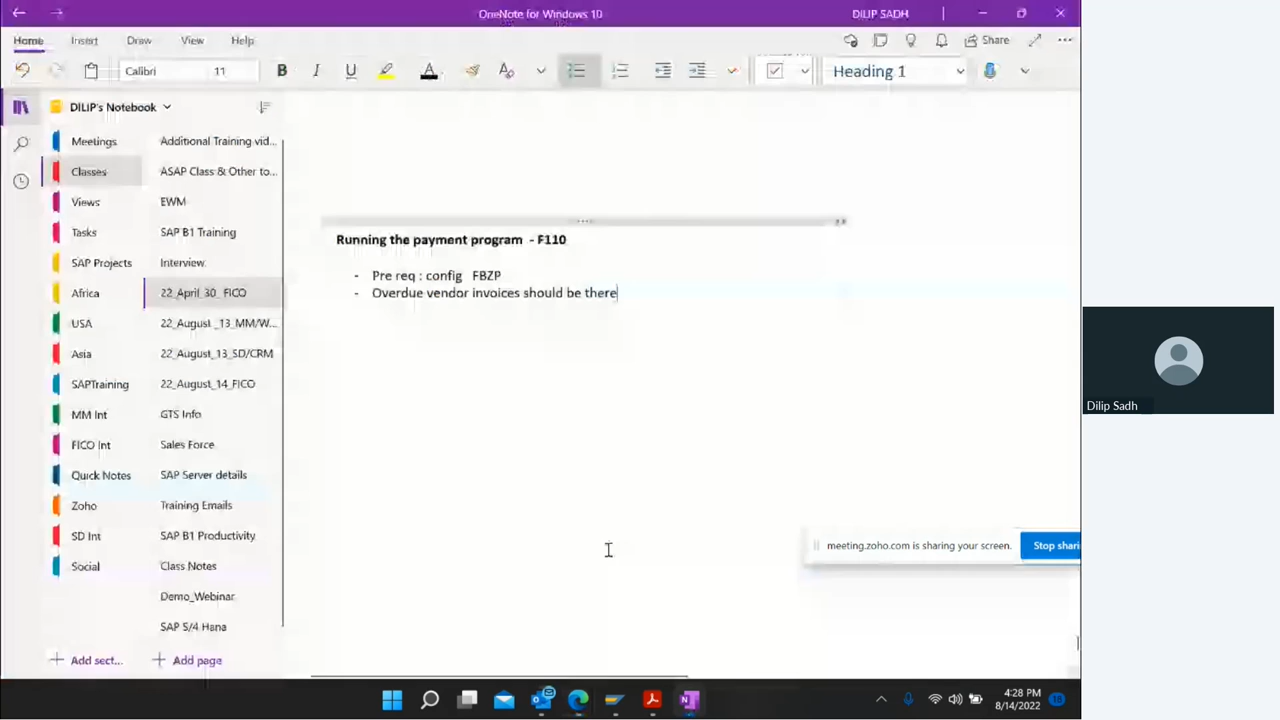 OneNote for Windows 10
DILIP SADH
Home
Insert
Draw
View
Help
Share
Calibri
11
B
I
U
A
Heading 1
DILIP's Notebook
Meetings
Classes
Views
Tasks
SAP Projects
Africa
USA
Asia
SAPTraining
MM Int
FICO Int
Quick Notes
Zoho
SD Int
Social
Add sect...
Additional Training vid...
ASAP Class & Other to...
EWM
SAP B1 Training
Interview
22_April_30_ FICO
22_August _13_MM/W...
22_August_13_SD/CRM
22_August_14_FICO
GTS Info
Sales Force
SAP Server details
Training Emails
SAP B1 Productivity
Class Notes
Demo_Webinar
SAP S/4 Hana
Add page
Running the payment program - F110
- Pre req : config FBZP
- Overdue vendor invoices should be there
meeting.zoho.com is sharing your screen.
Stop shari
Dilip Sadh
4:28 PM
8/14/2022